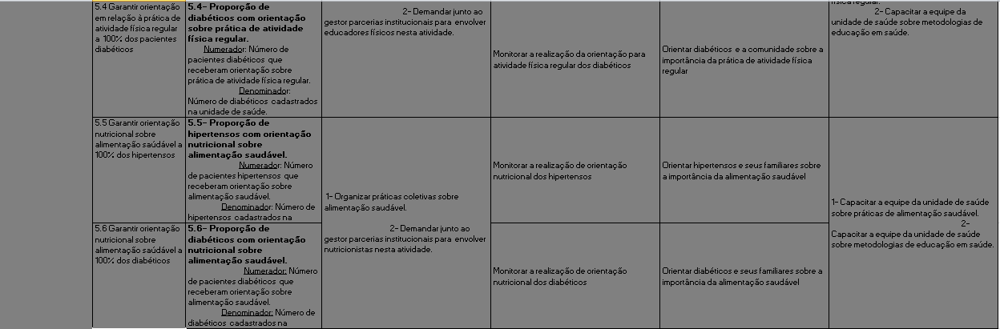 5.4 Garantir orientação
em relação à prática de
atividade física regular
a 100% dos pacientes
diabéticos
5.4- Proporção de
diabéticos com orientação
sobre prática de atividade
física regular.
Numerador: Número de
pacientes diabéticos que
receberam orientação sobre
prática de atividade física regular.
Denominador:
Número de diabéticos cadastrados
na unidade de saúde.
2- Demandar junto ao
gestor parcerias institucionais para envolver
educadores físicos nesta atividade.
Monitorar a realização da orientação para
atividade física regular dos diabéticos
Orientar diabéticos e a comunidade sobre a
importância da prática de atividade física
regular
física regular.
2- Capacitar a equipe da
unidade de saúde sobre metodologias de
educação em saúde.
5.5 Garantir orientação
nutricional sobre
alimentação saúdável a
100% dos hipertensos
5.5- Proporção de
hipertensos com orientação
nutricional sobre
alimentação saudável.
Numerador: Número
de pacientes hipertensos que
receberam orientação sobre
alimentação saudável.
Denominador: Número de
hipertensos cadastrados na
1- Organizar práticas coletivas sobre
alimentação saudável.
2- Demandar junto ao
gestor parcerias institucionais para envolver
nutricionistas nesta atividade.
Monitorar a realização de orientação
nutricional dos hipertensos
Orientar hipertensos e seus familiares sobre
a importância da alimentação saudável
1- Capacitar a equipe da unidade de saúde
sobre práticas de alimentação saudável.
2-
Capacitar a equipe da unidade de saúde
sobre metodologias de educação em saúde.
5.6 Garantir orientação
nutricional sobre
alimentação saúdável a
100% dos diabéticos
5.6- Proporção de
diabéticos com orientação
nutricional sobre
alimentação saudável.
Numerador: Número
de pacientes diabéticos que
receberam orientação sobre
alimentação saudável.
Denominador: Número de
diabéticos cadastrados na
Monitorar a realização de orientação
nutricional dos diabéticos
Orientar diabéticos e seus familiares sobre a
importância da alimentação saudável